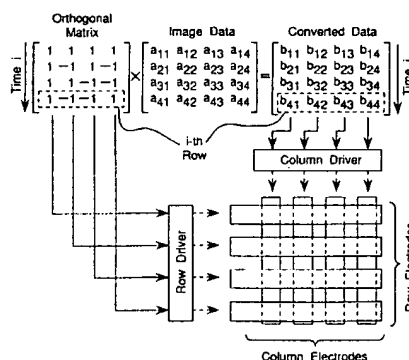 Orthogonal Matrix
Image Data
Converted Data
Time i
1 1 1 1
1 -1 1 -1
1 1 -1 -1
1 -1 -1 1
×
a11 a12 a13 a14
a21 a22 a23 a24
a31 a32 a33 a34
a41 a42 a43 a44
=
b11 b12 b13 b14
b21 b22 b23 b24
b31 b32 b33 b34
b41 b42 b43 b44
Time i
i-th
Row
Column Driver
Row Driver
Row Electrodes
Column Electrodes